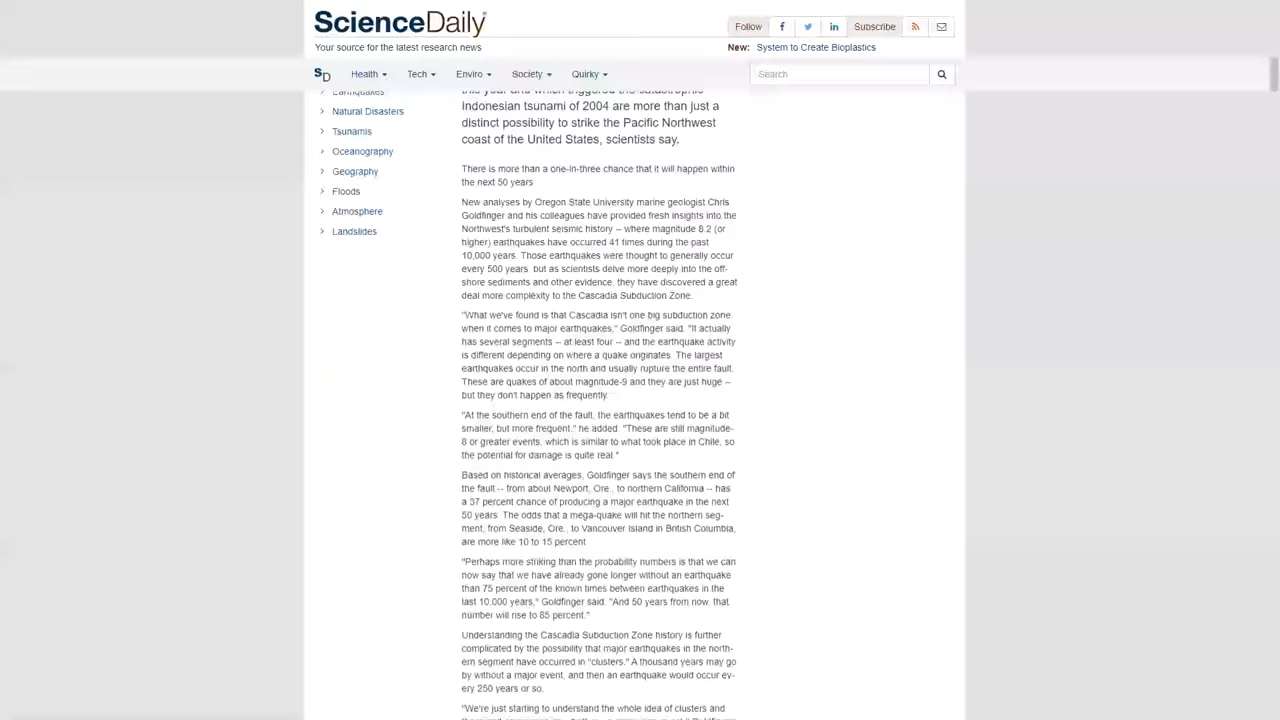 ScienceDaily
Follow
Subscribe
Your source for the latest research news
New: System to Create Bioplastics
SD
Health
Tech
Enviro
Society
Quirky
Search
Earthquakes
Natural Disasters
Tsunamis
Oceanography
Geography
Floods
Atmosphere
Landslides
this year and which triggered the catastrophic
Indonesian tsunami of 2004 are more than just a
distinct possibility to strike the Pacific Northwest
coast of the United States, scientists say.
There is more than a one-in-three chance that it will happen within
the next 50 years
New analyses by Oregon State University marine geologist Chris
Goldfinger and his colleagues have provided fresh insights into the
Northwest's turbulent seismic history -- where magnitude 8.2 (or
higher) earthquakes have occurred 41 times during the past
10,000 years. Those earthquakes were thought to generally occur
every 500 years, but as scientists delve more deeply into the off-
shore sediments and other evidence, they have discovered a great
deal more complexity to the Cascadia Subduction Zone.
"What we've found is that Cascadia isn't one big subduction zone
when it comes to major earthquakes," Goldfinger said. "It actually
has several segments -- at least four -- and the earthquake activity
is different depending on where a quake originates. The largest
earthquakes occur in the north and usually rupture the entire fault.
These are quakes of about magnitude-9 and they are just huge --
but they don't happen as frequently.
"At the southern end of the fault, the earthquakes tend to be a bit
smaller, but more frequent," he added. "These are still magnitude-
8 or greater events, which is similar to what took place in Chile, so
the potential for damage is quite real."
Based on historical averages, Goldfinger says the southern end of
the fault -- from about Newport, Ore., to northern California -- has
a 37 percent chance of producing a major earthquake in the next
50 years. The odds that a mega-quake will hit the northern seg-
ment, from Seaside, Ore., to Vancouver Island in British Columbia,
are more like 10 to 15 percent
"Perhaps more striking than the probability numbers is that we can
now say that we have already gone longer without an earthquake
than 75 percent of the known times between earthquakes in the
last 10,000 years," Goldfinger said. "And 50 years from now, that
number will rise to 85 percent."
Understanding the Cascadia Subduction Zone history is further
complicated by the possibility that major earthquakes in the north-
ern segment have occurred in "clusters." A thousand years may go
by without a major event, and then an earthquake would occur ev-
ery 250 years or so.
"We're just starting to understand the whole idea of clusters and